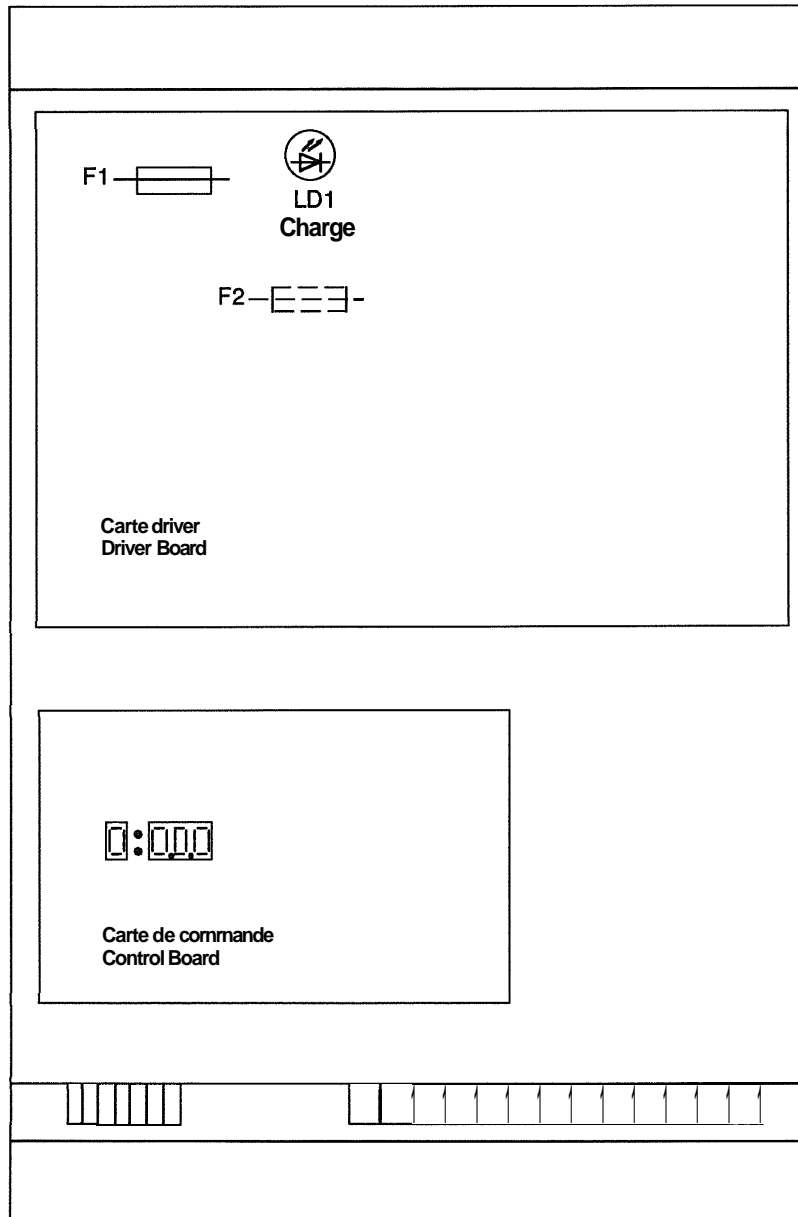 F1
LD1
Charge
F2
Carte driver
Driver Board
0:0.0.0
Carte de commande
Control Board